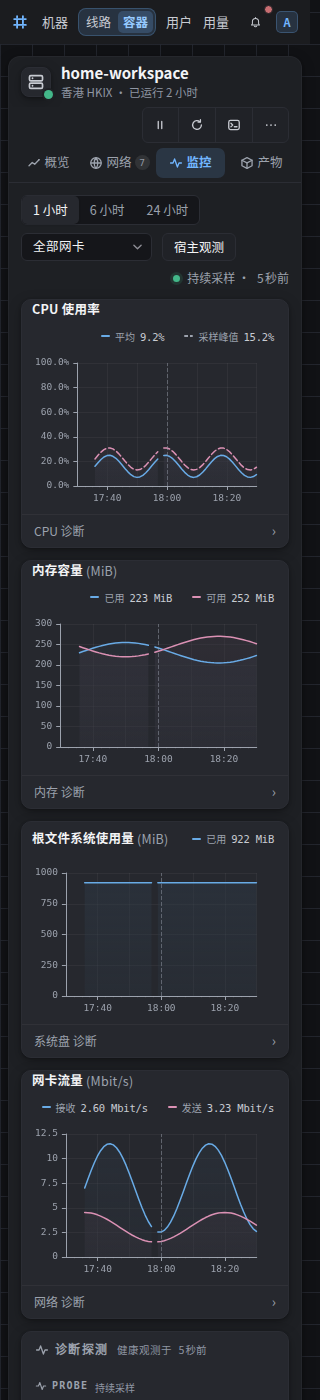 机器 线路 容器 用户 用量 A
home-workspace
香港 HKIX • 已运行 2 小时
概览 网络 7 监控 产物
1 小时 6 小时 24 小时
全部网卡 宿主观测
持续采样 • 5秒前
CPU 使用率
平均 9.2% 采样峰值 15.2%
100.0%
80.0%
60.0%
40.0%
20.0%
0.0%
17:40 18:00 18:20
CPU 诊断 ›
内存容量 (MiB)
已用 223 MiB 可用 252 MiB
300
250
200
150
100
50
0
17:40 18:00 18:20
内存 诊断 ›
根文件系统使用量 (MiB) 已用 922 MiB
1000
750
500
250
0
17:40 18:00 18:20
系统盘 诊断 ›
网卡流量 (Mbit/s)
接收 2.60 Mbit/s 发送 3.23 Mbit/s
12.5
10
7.5
5
2.5
0
17:40 18:00 18:20
网络 诊断 ›
诊断探测 健康观测于 5秒前
PROBE 持续采样